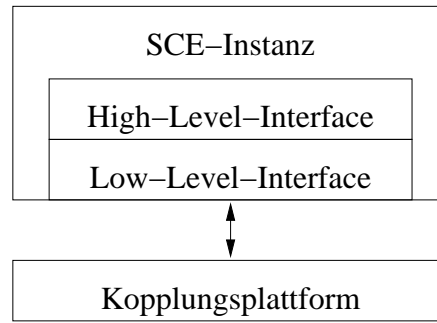 SCE−Instanz
High−Level−Interface
Low−Level−Interface
Kopplungsplattform